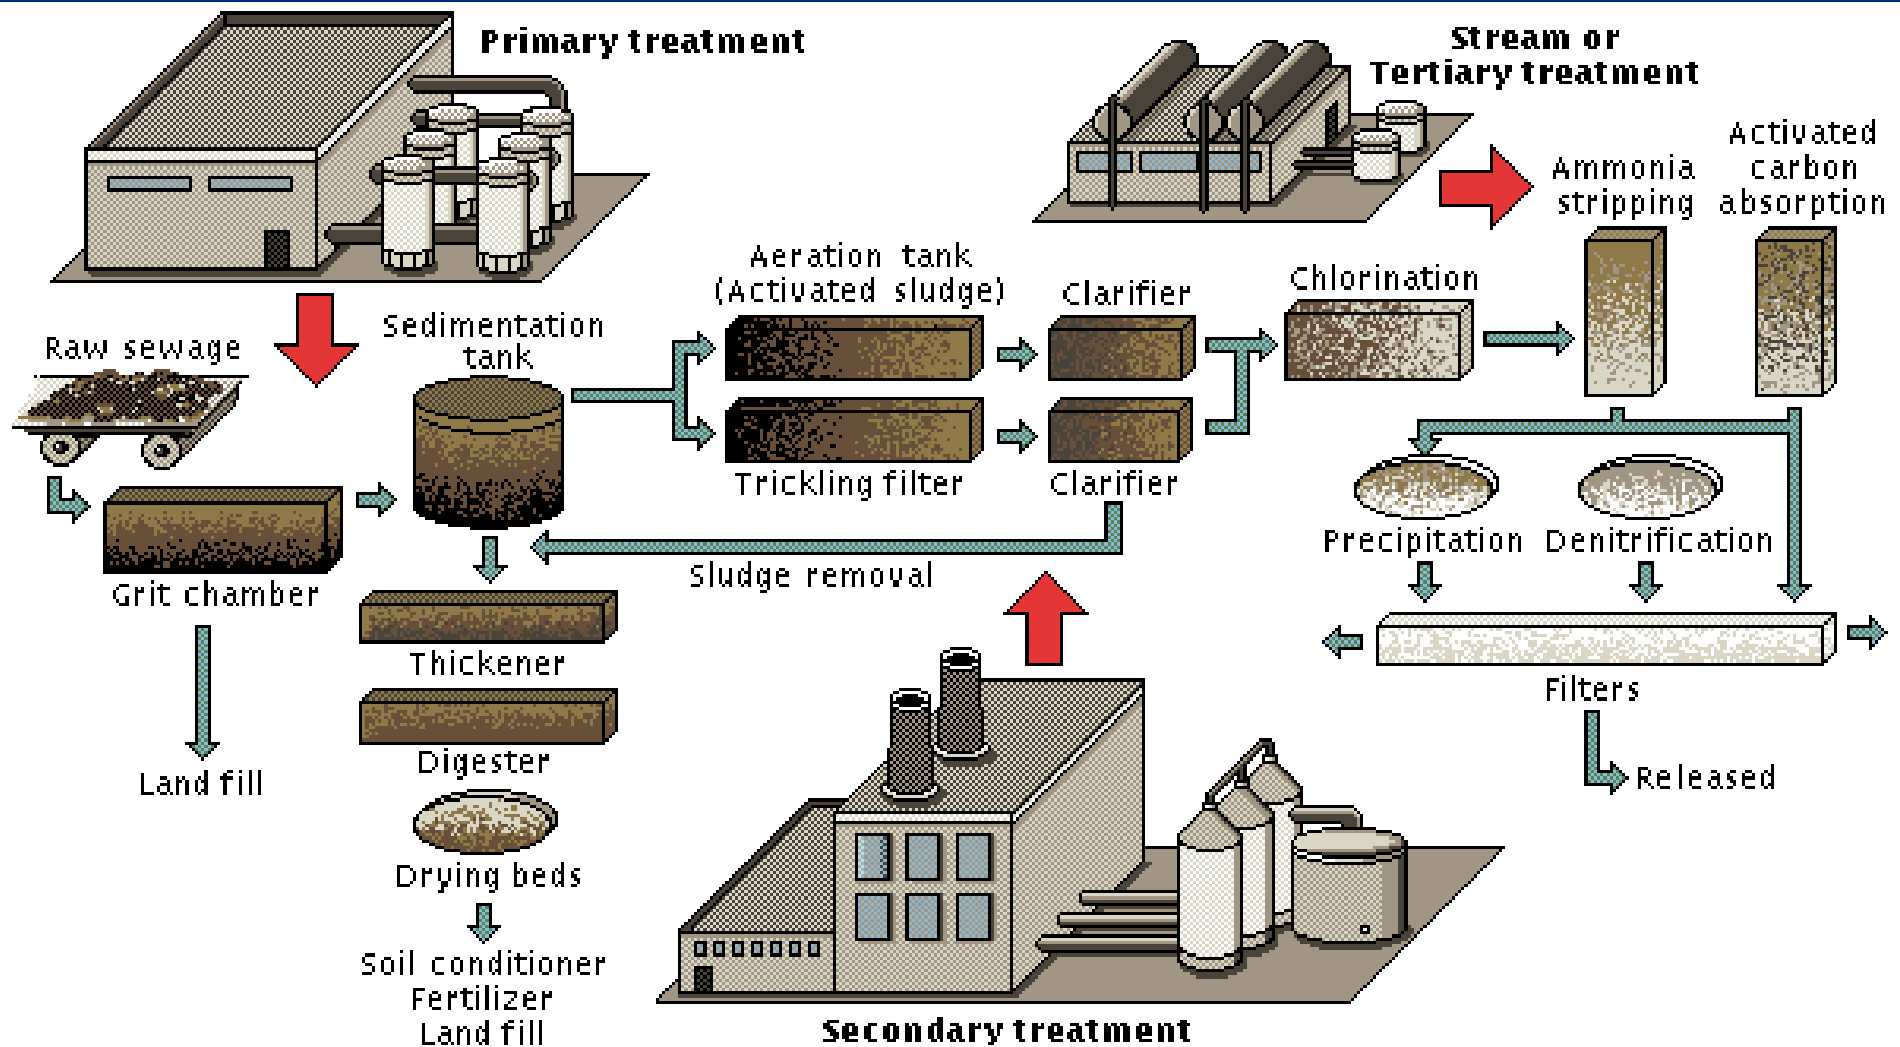 Primary treatment
Stream or
Tertiary treatment
Activated
carbon
absorption
Ammonia
stripping
Aeration tank
(Activated sludge)
Clarifier
Chlorination
Sedimentation
tank
Raw sewage
Trickling filter
Clarifier
Precipitation
Denitrification
Sludge removal
Grit chamber
Thickener
Filters
Digester
Land fill
Released
Drying beds
Soil conditioner
Fertilizer
Land fill
Secondary treatment